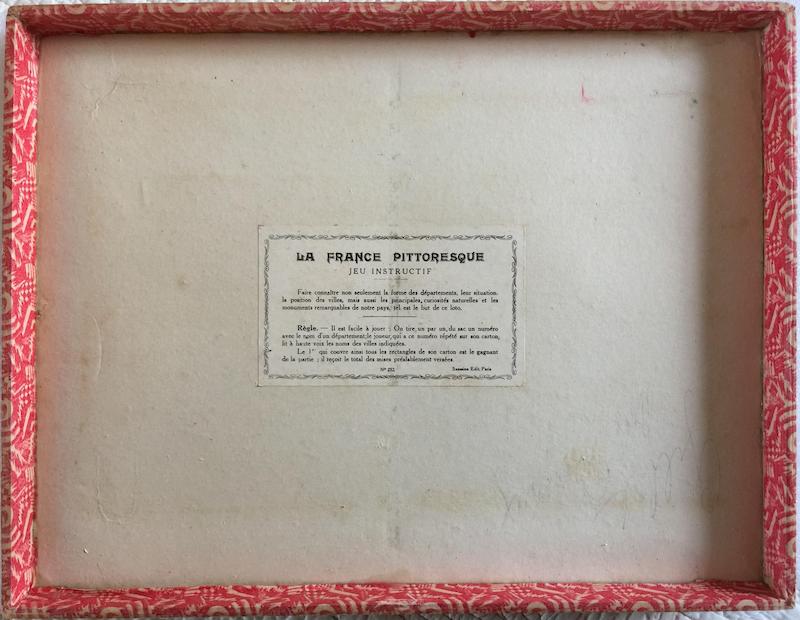 LA FRANCE PITTORESQUE
JEU INSTRUCTIF
Faire connaître non seulement la forme des départements, leur situation,
la position des villes, mais aussi les principales curiosités naturelles et les
monuments remarquables de notre pays, tel est le but de ce loto.
Règle. — Il est facile à jouer : On tire, un par un, du sac un numéro
avec le nom d'un département; le joueur, qui a ce numéro répété sur son carton,
lit à haute voix les noms des villes indiquées.
Le 1er qui couvre ainsi tous les rectangles de son carton est le gagnant
de la partie ; il reçoit le total des mises préalablement versées.
Saussine Edit. Paris